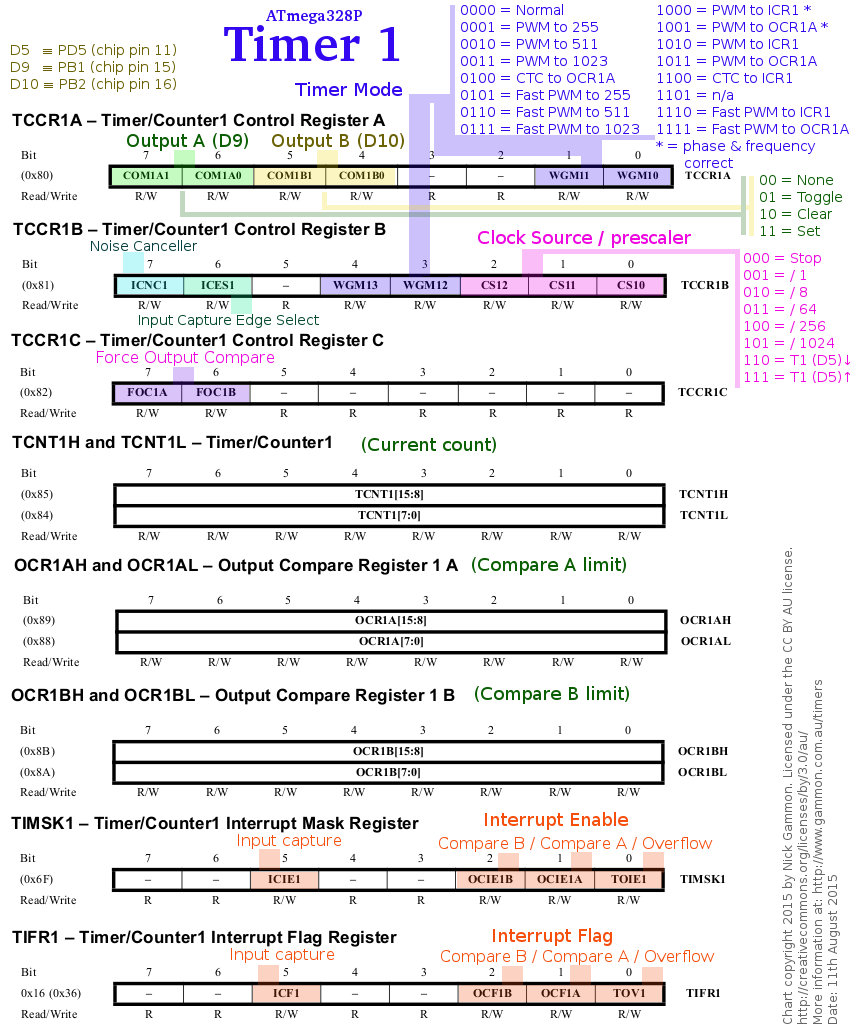 ATmega328P
Timer 1
D5 ≡ PD5 (chip pin 11)
D9 ≡ PB1 (chip pin 15)
D10 ≡ PB2 (chip pin 16)
Timer Mode
0000 = Normal
0001 = PWM to 255
0010 = PWM to 511
0011 = PWM to 1023
0100 = CTC to OCR1A
0101 = Fast PWM to 255
0110 = Fast PWM to 511
0111 = Fast PWM to 1023
1000 = PWM to ICR1 *
1001 = PWM to OCR1A *
1010 = PWM to ICR1
1011 = PWM to OCR1A
1100 = CTC to ICR1
1101 = n/a
1110 = Fast PWM to ICR1
1111 = Fast PWM to OCR1A
* = phase & frequency
correct
TCCR1A – Timer/Counter1 Control Register A
Output A (D9) Output B (D10)
Bit 7 6 5 4 3 2 1 0
(0x80) COM1A1 COM1A0 COM1B1 COM1B0 – – WGM11 WGM10 TCCR1A
Read/Write R/W R/W R/W R/W R R R/W R/W
00 = None
01 = Toggle
10 = Clear
11 = Set
TCCR1B – Timer/Counter1 Control Register B
Noise Canceller
Clock Source / prescaler
Bit 7 6 5 4 3 2 1 0
(0x81) ICNC1 ICES1 – WGM13 WGM12 CS12 CS11 CS10 TCCR1B
Read/Write R/W R/W R R/W R/W R/W R/W R/W
Input Capture Edge Select
000 = Stop
001 = / 1
010 = / 8
011 = / 64
100 = / 256
101 = / 1024
110 = T1 (D5)↓
111 = T1 (D5)↑
TCCR1C – Timer/Counter1 Control Register C
Force Output Compare
Bit 7 6 5 4 3 2 1 0
(0x82) FOC1A FOC1B – – – – – – TCCR1C
Read/Write R/W R/W R R R R R R
TCNT1H and TCNT1L – Timer/Counter1 (Current count)
Bit 7 6 5 4 3 2 1 0
(0x85) TCNT1[15:8] TCNT1H
(0x84) TCNT1[7:0] TCNT1L
Read/Write R/W R/W R/W R/W R/W R/W R/W R/W
OCR1AH and OCR1AL – Output Compare Register 1 A (Compare A limit)
Bit 7 6 5 4 3 2 1 0
(0x89) OCR1A[15:8] OCR1AH
(0x88) OCR1A[7:0] OCR1AL
Read/Write R/W R/W R/W R/W R/W R/W R/W R/W
OCR1BH and OCR1BL – Output Compare Register 1 B (Compare B limit)
Bit 7 6 5 4 3 2 1 0
(0x8B) OCR1B[15:8] OCR1BH
(0x8A) OCR1B[7:0] OCR1BL
Read/Write R/W R/W R/W R/W R/W R/W R/W R/W
TIMSK1 – Timer/Counter1 Interrupt Mask Register
Interrupt Enable
Input capture
Compare B / Compare A / Overflow
Bit 7 6 5 4 3 2 1 0
(0x6F) – – ICIE1 – – OCIE1B OCIE1A TOIE1 TIMSK1
Read/Write R R R/W R R R/W R/W R/W
TIFR1 – Timer/Counter1 Interrupt Flag Register
Interrupt Flag
Input capture
Compare B / Compare A / Overflow
Bit 7 6 5 4 3 2 1 0
0x16 (0x36) – – ICF1 – – OCF1B OCF1A TOV1 TIFR1
Read/Write R R R/W R R R/W R/W R/W
Chart copyright 2015 by Nick Gammon. Licensed under the CC BY AU license.
http://creativecommons.org/licenses/by/3.0/au/
More information at: http://www.gammon.com.au/timers
Date: 11th August 2015